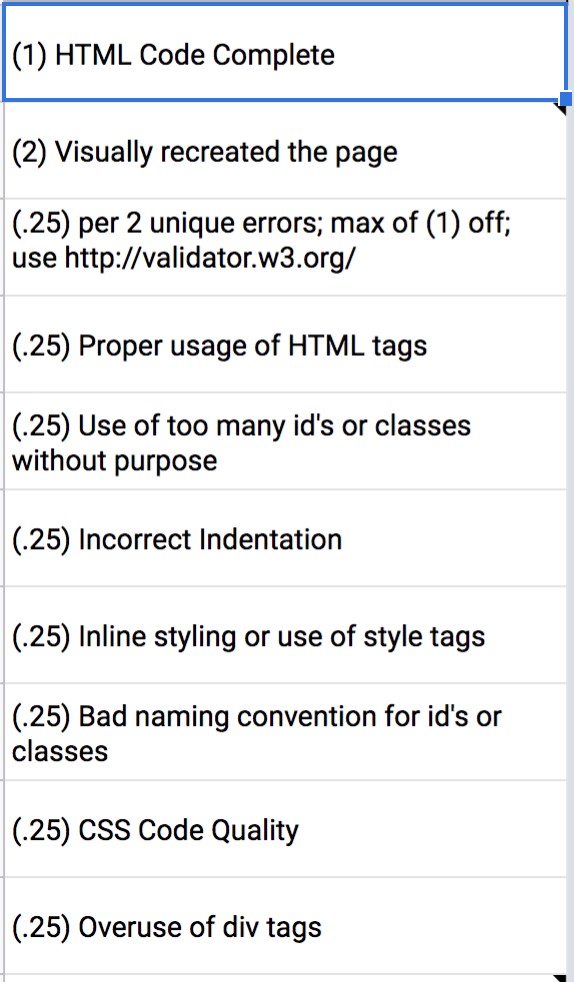 (1) HTML Code Complete
(2) Visually recreated the page
(.25) per 2 unique errors; max of (1) off;
use http://validator.w3.org/
(.25) Proper usage of HTML tags
(.25) Use of too many id's or classes
without purpose
(.25) Incorrect Indentation
(.25) Inline styling or use of style tags
(.25) Bad naming convention for id's or
classes
(.25) CSS Code Quality
(.25) Overuse of div tags